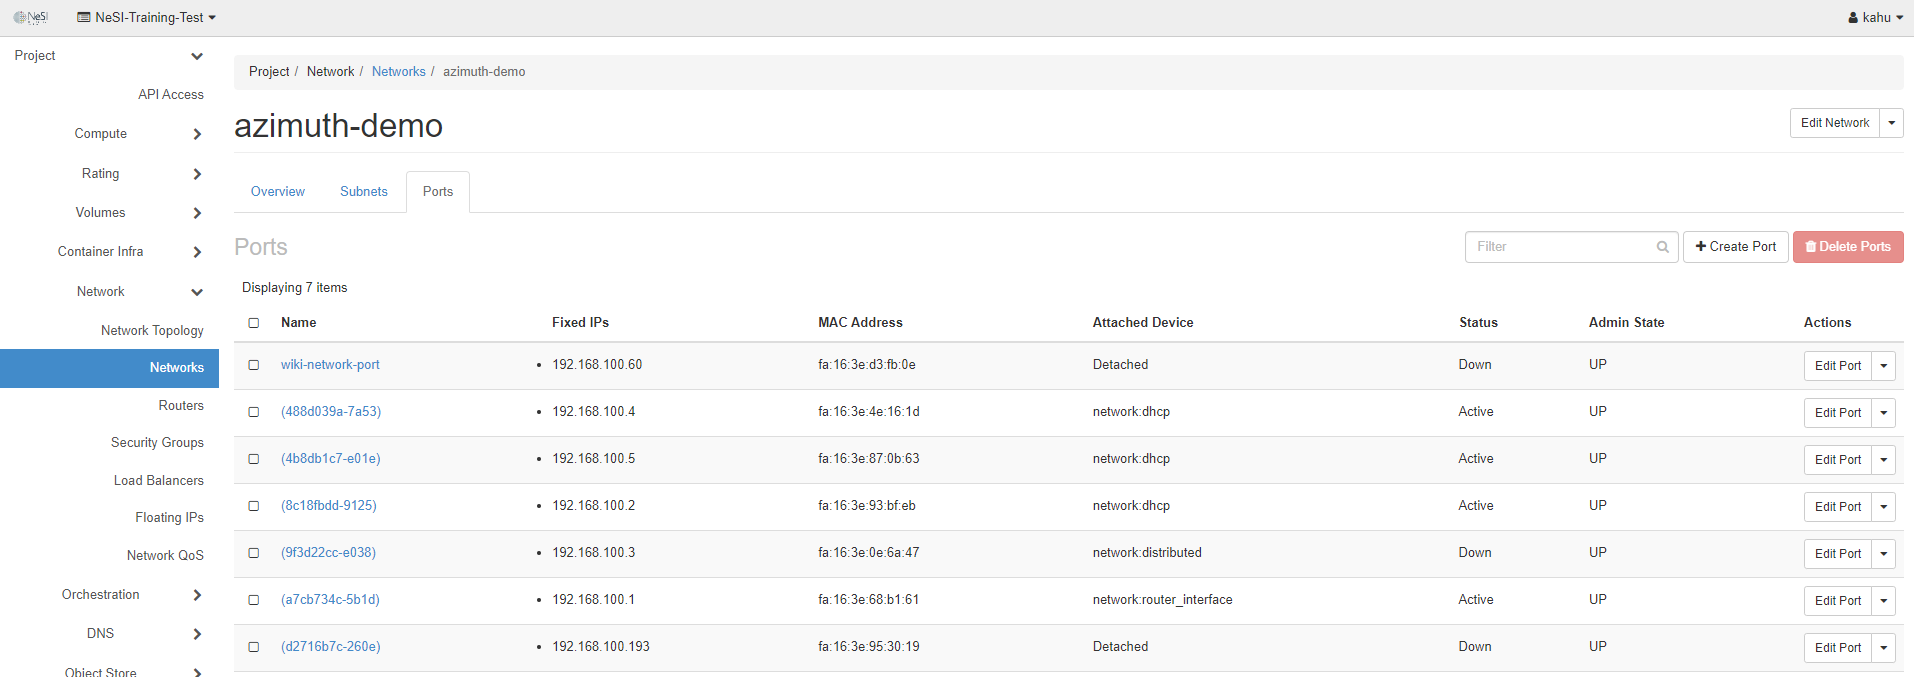 NeSI NeSI-Training-Test kahu
Project
API Access
Compute
Rating
Volumes
Container Infra
Network
Network Topology
Networks
Routers
Security Groups
Load Balancers
Floating IPs
Network QoS
Orchestration
DNS
Object Store
Project / Network / Networks / azimuth-demo
azimuth-demo
Edit Network
Overview Subnets Ports
Ports
Filter Create Port Delete Ports
Displaying 7 items
Name Fixed IPs MAC Address Attached Device Status Admin State Actions
wiki-network-port • 192.168.100.60 fa:16:3e:d3:fb:0e Detached Down UP Edit Port
(488d039a-7a53) • 192.168.100.4 fa:16:3e:4e:16:1d network:dhcp Active UP Edit Port
(4b8db1c7-e01e) • 192.168.100.5 fa:16:3e:87:0b:63 network:dhcp Active UP Edit Port
(8c18fbdd-9125) • 192.168.100.2 fa:16:3e:93:bf:eb network:dhcp Active UP Edit Port
(9f3d22cc-e038) • 192.168.100.3 fa:16:3e:0e:6a:47 network:distributed Down UP Edit Port
(a7cb734c-5b1d) • 192.168.100.1 fa:16:3e:68:b1:61 network:router_interface Active UP Edit Port
(d2716b7c-260e) • 192.168.100.193 fa:16:3e:95:30:19 Detached Down UP Edit Port